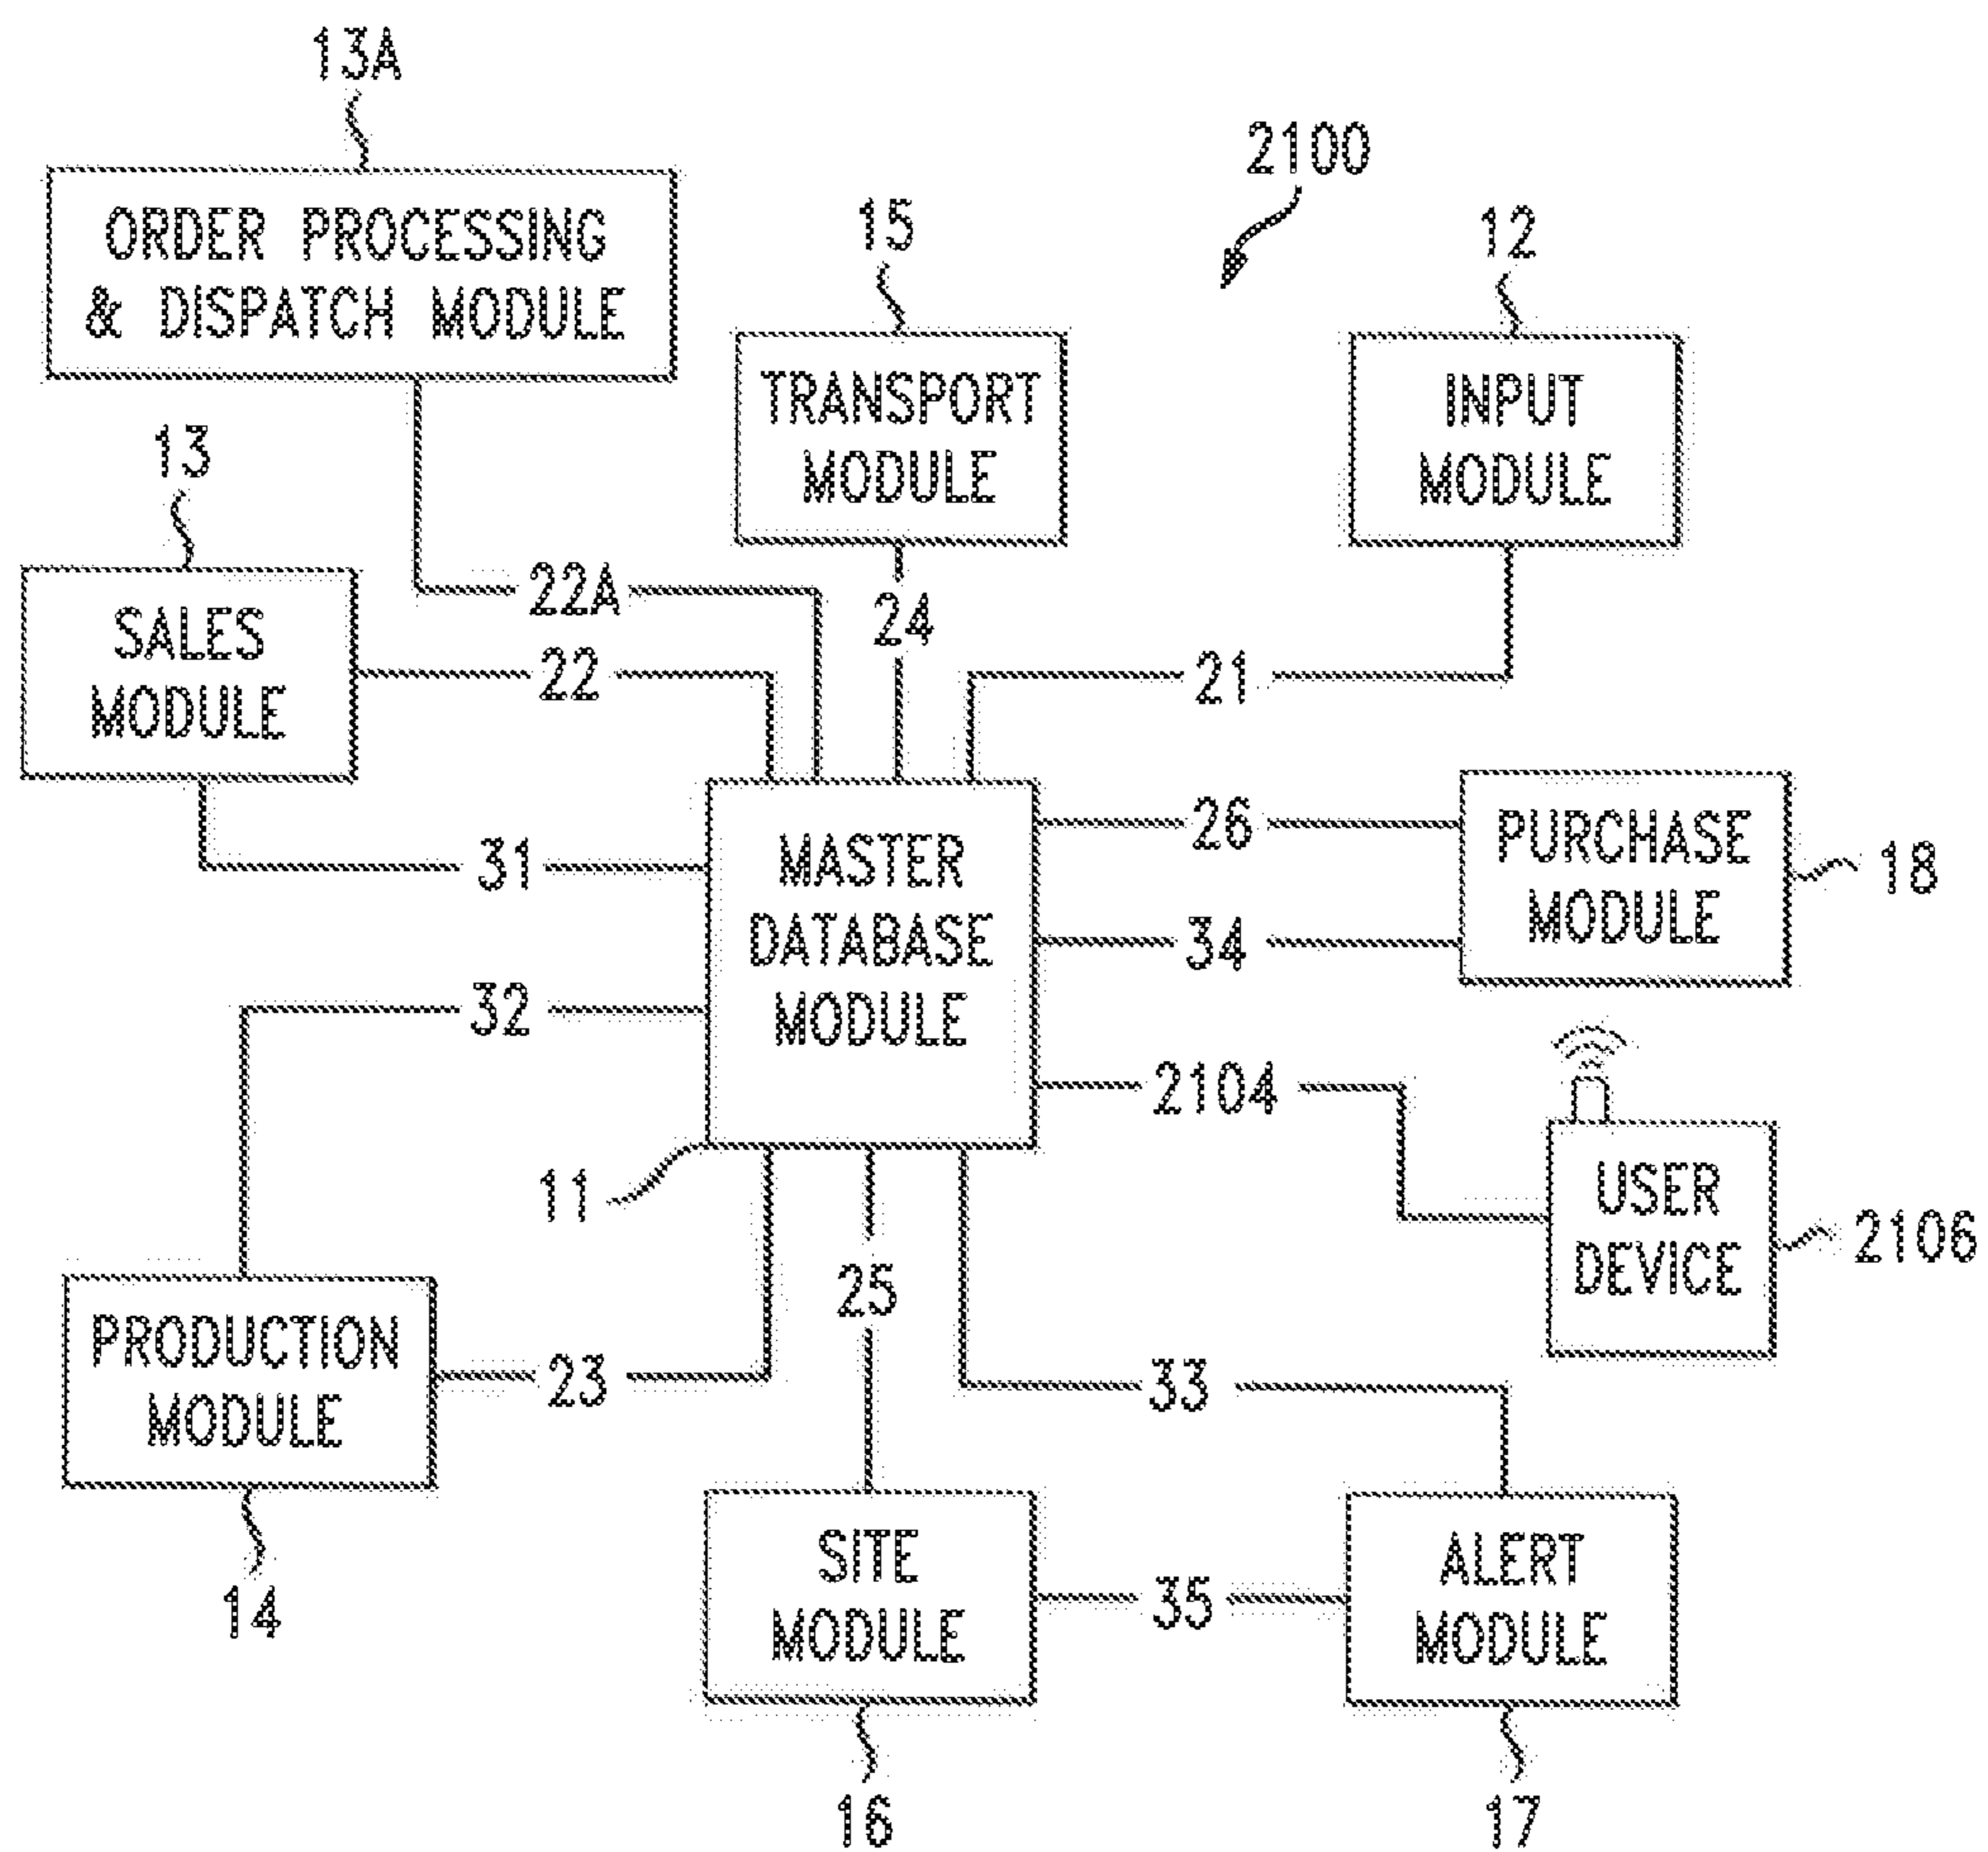 13A
2100
ORDER PROCESSING
& DISPATCH MODULE
15
12
TRANSPORT
MODULE
INPUT
MODULE
13
SALES
MODULE
22A
24
22
21
MASTER
DATABASE
MODULE
26
PURCHASE
MODULE
18
31
34
32
2104
11
USER
DEVICE
2106
25
PRODUCTION
MODULE
23
33
14
SITE
MODULE
35
ALERT
MODULE
16
17